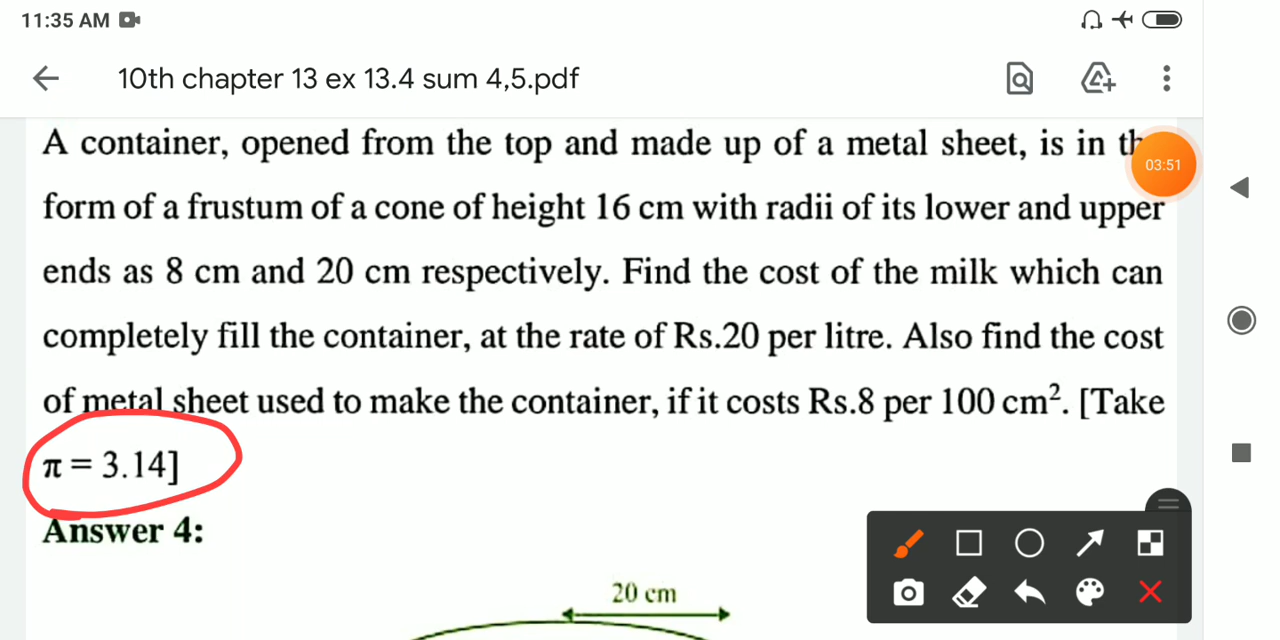 11:35 AM
10th chapter 13 ex 13.4 sum 4,5.pdf
A container, opened from the top and made up of a metal sheet, is in
03:51
form of a frustum of a cone of height 16 cm with radii of its lower and upper
ends as 8 cm and 20 cm respectively. Find the cost of the milk which can
completely fill the container, at the rate of Rs.20 per litre. Also find the cost
of metal sheet used to make the container, if it costs Rs.8 per 100 cm². [Take
π = 3.14]
Answer 4:
20 cm